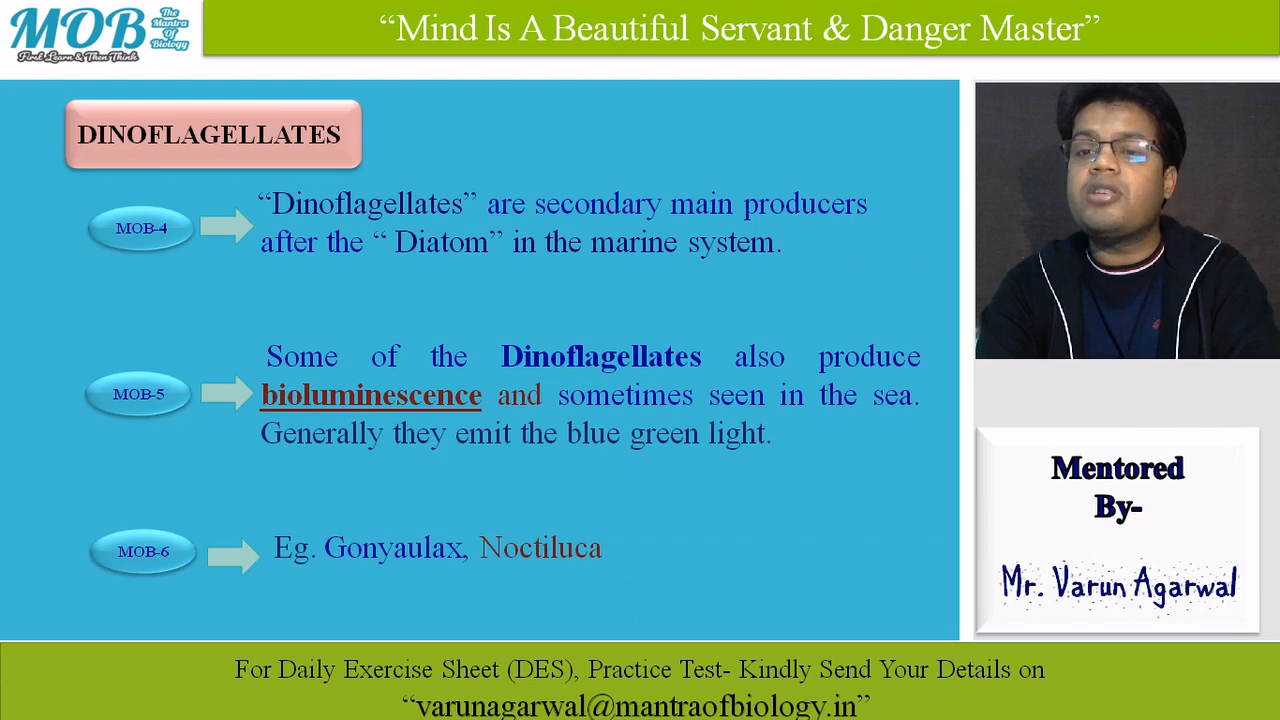 MOB
The
Mantra
Of
Biology
First Learn & Then Think
“Mind Is A Beautiful Servant & Danger Master”
DINOFLAGELLATES
MOB-4
“Dinoflagellates” are secondary main producers
after the “ Diatom” in the marine system.
MOB-5
Some of the Dinoflagellates also produce
bioluminescence and sometimes seen in the sea.
Generally they emit the blue green light.
MOB-6
Eg. Gonyaulax, Noctiluca
Mentored
By-
Mr. Varun Agarwal
For Daily Exercise Sheet (DES), Practice Test- Kindly Send Your Details on
“varunagarwal@mantraofbiology.in”